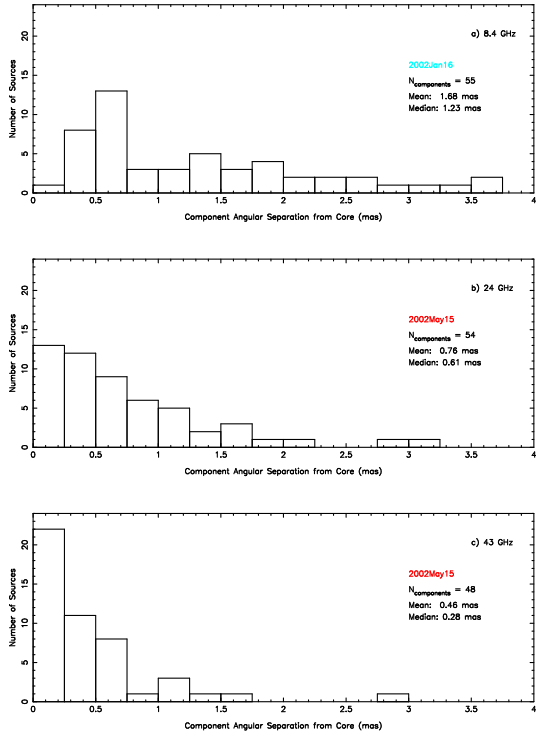 a) 8.4 GHz
2002Jan16
Ncomponents = 55
Mean: 1.68 mas
Median: 1.23 mas
Number of Sources
20
10
0
0 0.5 1 1.5 2 2.5 3 3.5 4
Component Angular Separation from Core (mas)
b) 24 GHz
2002May15
Ncomponents = 54
Mean: 0.76 mas
Median: 0.61 mas
Number of Sources
20
10
0
0 0.5 1 1.5 2 2.5 3 3.5 4
Component Angular Separation from Core (mas)
c) 43 GHz
2002May15
Ncomponents = 48
Mean: 0.46 mas
Median: 0.28 mas
Number of Sources
20
10
0
0 0.5 1 1.5 2 2.5 3 3.5 4
Component Angular Separation from Core (mas)